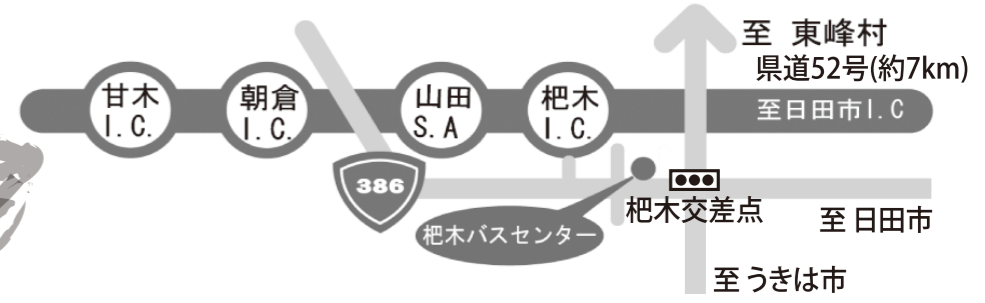 至 東峰村
県道52号(約7km)
甘木
I.C.
朝倉
I.C.
山田
S.A
杷木
I.C.
至日田市I.C
386
杷木バスセンター
杷木交差点
至 日田市
至 うきは市